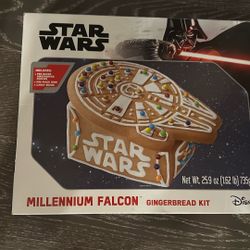 STAR
WARS
INCLUDES:
STAR
WARS
Net Wt. 25.9 oz (1.62 lb) 735g
MILLENNIUM FALCON GINGERBREAD KIT
Disney